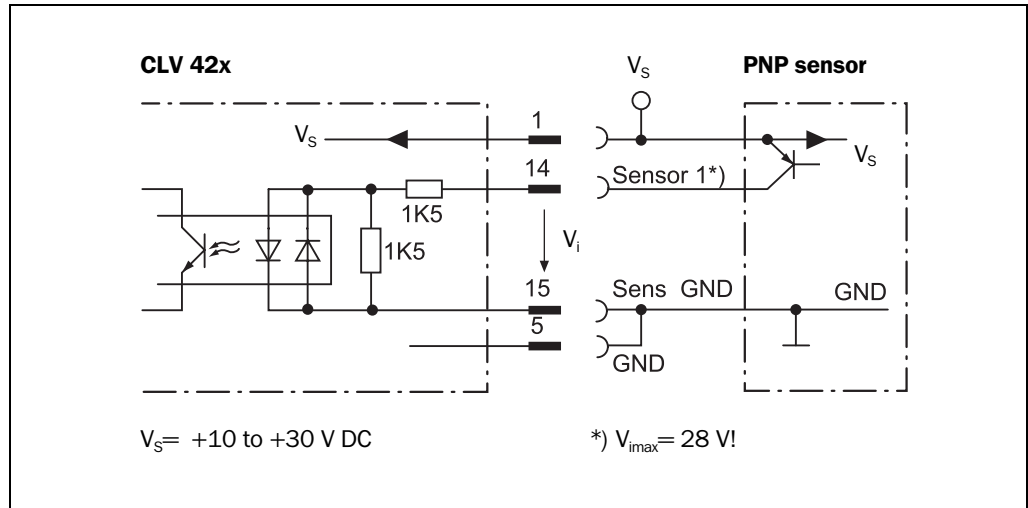 CLV 42x
V_S
PNP sensor
V_S
1
V_S
14
Sensor 1*)
1K5
1K5
V_i
15
Sens GND
GND
5
GND
V_S= +10 to +30 V DC
*) V_imax= 28 V!